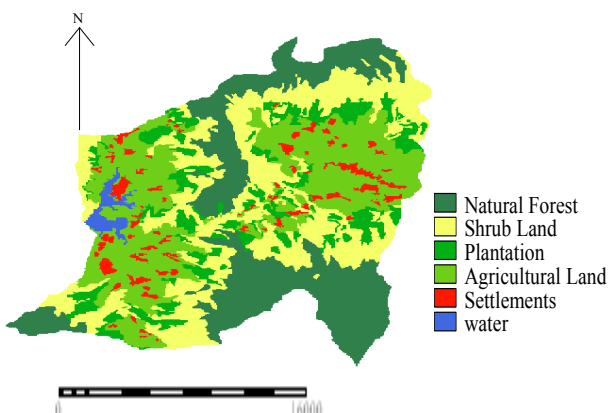 N
Natural Forest
Shrub Land
Plantation
Agricultural Land
Settlements
water
0 16000